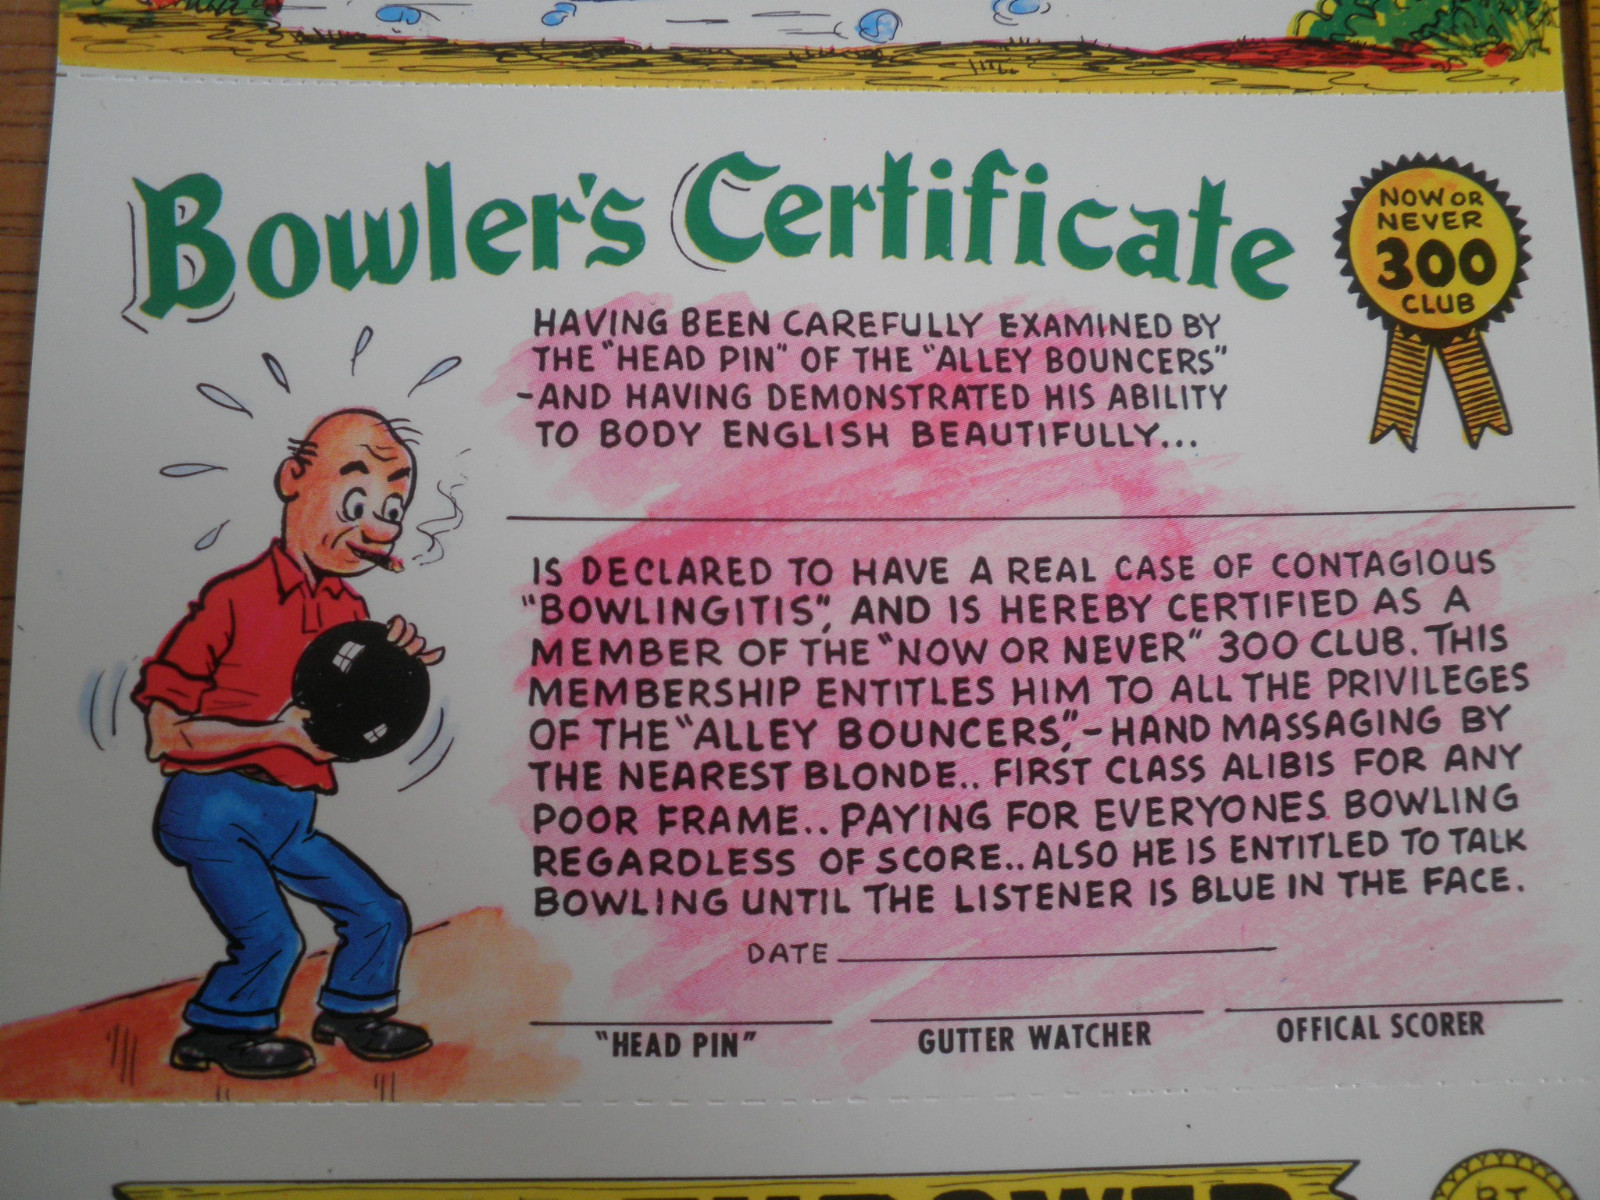 Bowler's Certificate
NOW OR
NEVER
300
CLUB
HAVING BEEN CAREFULLY EXAMINED BY
THE "HEAD PIN" OF THE "ALLEY BOUNCERS"
-AND HAVING DEMONSTRATED HIS ABILITY
TO BODY ENGLISH BEAUTIFULLY...
IS DECLARED TO HAVE A REAL CASE OF CONTAGIOUS
"BOWLINGITIS", AND IS HEREBY CERTIFIED AS A
MEMBER OF THE "NOW OR NEVER" 300 CLUB. THIS
MEMBERSHIP ENTITLES HIM TO ALL THE PRIVILEGES
OF THE "ALLEY BOUNCERS", - HAND MASSAGING BY
THE NEAREST BLONDE.. FIRST CLASS ALIBIS FOR ANY
POOR FRAME.. PAYING FOR EVERYONES BOWLING
REGARDLESS OF SCORE.. ALSO HE IS ENTITLED TO TALK
BOWLING UNTIL THE LISTENER IS BLUE IN THE FACE.
DATE
"HEAD PIN" GUTTER WATCHER OFFICAL SCORER